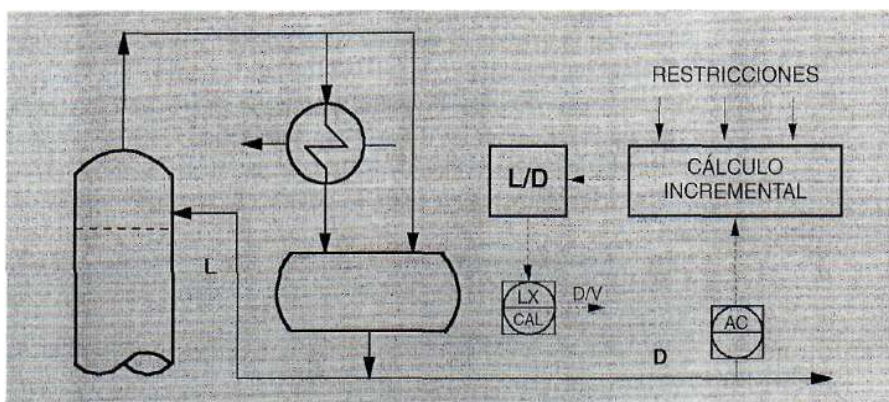 RESTRICCIONES
CÁLCULO
INCREMENTAL
L/D
L
LX
CAL
D/V
AC
D